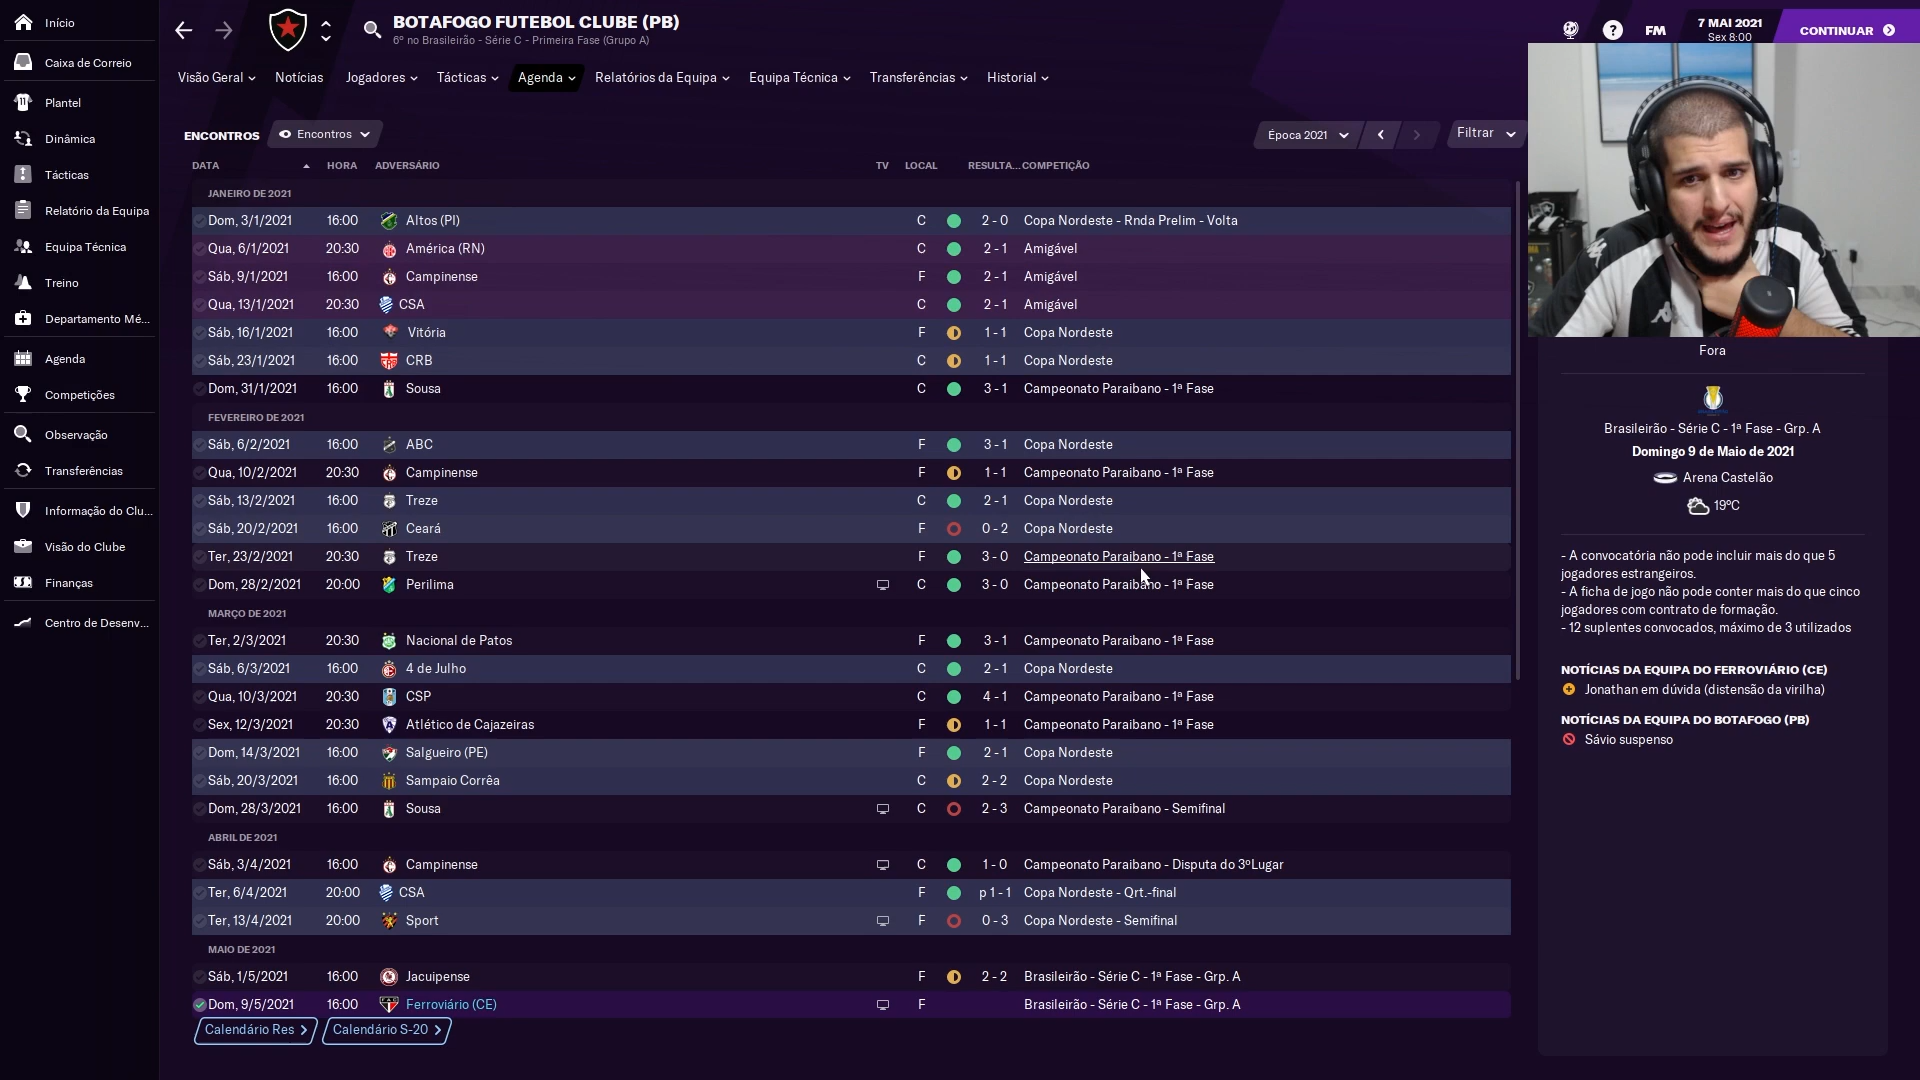 Início
Caixa de Correio
Plantel
Dinâmica
Tácticas
Relatório da Equipa
Equipa Técnica
Treino
Departamento Mé...
Agenda
Competições
Observação
Transferências
Informação do Clu...
Visão do Clube
Finanças
Centro de Desenv...
BOTAFOGO FUTEBOL CLUBE (PB)
6º no Brasileirão - Série C - Primeira Fase (Grupo A)
FM
7 MAI 2021
Sex 8:00
CONTINUAR
Visão Geral
Notícias
Jogadores
Tácticas
Agenda
Relatórios da Equipa
Equipa Técnica
Transferências
Historial
ENCONTROS
Encontros
Época 2021
Filtrar
DATA HORA ADVERSÁRIO TV LOCAL RESULTA... COMPETIÇÃO
JANEIRO DE 2021
Dom, 3/1/2021 16:00 Altos (PI) C 2 - 0 Copa Nordeste - Rnda Prelim - Volta
Qua, 6/1/2021 20:30 América (RN) C 2 - 1 Amigável
Sáb, 9/1/2021 16:00 Campinense F 2 - 1 Amigável
Qua, 13/1/2021 20:30 CSA C 2 - 1 Amigável
Sáb, 16/1/2021 16:00 Vitória F 1 - 1 Copa Nordeste
Sáb, 23/1/2021 16:00 CRB C 1 - 1 Copa Nordeste
Dom, 31/1/2021 16:00 Sousa C 3 - 1 Campeonato Paraibano - 1ª Fase
FEVEREIRO DE 2021
Sáb, 6/2/2021 16:00 ABC F 3 - 1 Copa Nordeste
Qua, 10/2/2021 20:30 Campinense F 1 - 1 Campeonato Paraibano - 1ª Fase
Sáb, 13/2/2021 16:00 Treze C 2 - 1 Copa Nordeste
Sáb, 20/2/2021 16:00 Ceará F 0 - 2 Copa Nordeste
Ter, 23/2/2021 20:30 Treze F 3 - 0 Campeonato Paraibano - 1ª Fase
Dom, 28/2/2021 20:00 Perilima C 3 - 0 Campeonato Paraibano - 1ª Fase
MARÇO DE 2021
Ter, 2/3/2021 20:30 Nacional de Patos F 3 - 1 Campeonato Paraibano - 1ª Fase
Sáb, 6/3/2021 16:00 4 de Julho C 2 - 1 Copa Nordeste
Qua, 10/3/2021 20:30 CSP C 4 - 1 Campeonato Paraibano - 1ª Fase
Sex, 12/3/2021 20:30 Atlético de Cajazeiras F 1 - 1 Campeonato Paraibano - 1ª Fase
Dom, 14/3/2021 16:00 Salgueiro (PE) F 2 - 1 Copa Nordeste
Sáb, 20/3/2021 16:00 Sampaio Corrêa C 2 - 2 Copa Nordeste
Dom, 28/3/2021 16:00 Sousa C 2 - 3 Campeonato Paraibano - Semifinal
ABRIL DE 2021
Sáb, 3/4/2021 16:00 Campinense C 1 - 0 Campeonato Paraibano - Disputa do 3ºLugar
Ter, 6/4/2021 20:00 CSA F p 1 - 1 Copa Nordeste - Qrt.-final
Ter, 13/4/2021 20:00 Sport F 0 - 3 Copa Nordeste - Semifinal
MAIO DE 2021
Sáb, 1/5/2021 16:00 Jacuipense F 2 - 2 Brasileirão - Série C - 1ª Fase - Grp. A
Dom, 9/5/2021 16:00 Ferroviário (CE) F Brasileirão - Série C - 1ª Fase - Grp. A
Calendário Res
Calendário S-20
Fora
Brasileirão - Série C - 1ª Fase - Grp. A
Domingo 9 de Maio de 2021
Arena Castelão
19ºC
- A convocatória não pode incluir mais do que 5
jogadores estrangeiros.
- A ficha de jogo não pode conter mais do que cinco
jogadores com contrato de formação.
- 12 suplentes convocados, máximo de 3 utilizados
NOTÍCIAS DA EQUIPA DO FERROVIÁRIO (CE)
Jonathan em dúvida (distensão da virilha)
NOTÍCIAS DA EQUIPA DO BOTAFOGO (PB)
Sávio suspenso